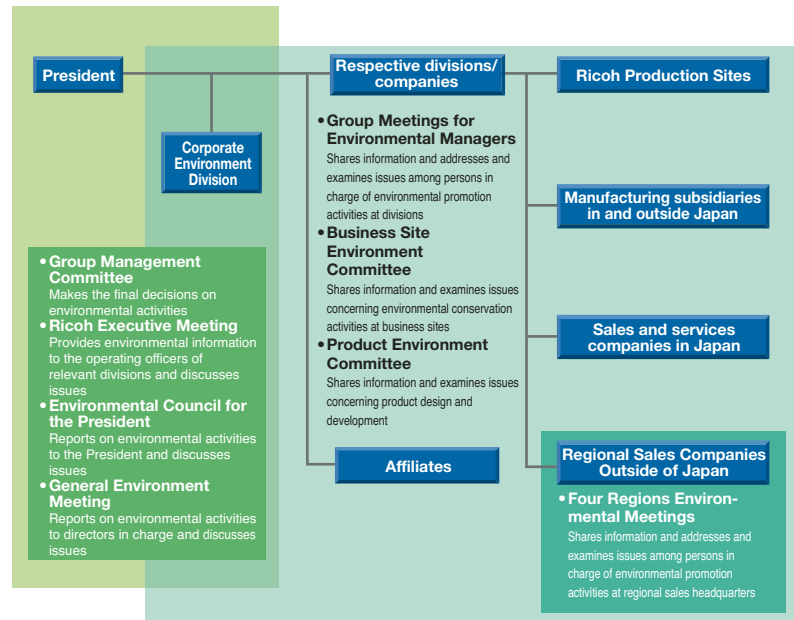 President
Corporate
Environment
Division
• Group Management
Committee
Makes the final decisions on
environmental activities
• Ricoh Executive Meeting
Provides environmental information
to the operating officers of
relevant divisions and discusses
issues
• Environmental Council for
the President
Reports on environmental activities
to the President and discusses
issues
• General Environment
Meeting
Reports on environmental activities
to directors in charge and discusses
issues
Respective divisions/
companies
• Group Meetings for
Environmental Managers
Shares information and addresses and
examines issues among persons in
charge of environmental promotion
activities at divisions
• Business Site
Environment
Committee
Shares information and examines issues
concerning environmental conservation
activities at business sites
• Product Environment
Committee
Shares information and examines issues
concerning product design and
development
Affiliates
Ricoh Production Sites
Manufacturing subsidiaries
in and outside Japan
Sales and services
companies in Japan
Regional Sales Companies
Outside of Japan
• Four Regions Environ-
mental Meetings
Shares information and addresses and
examines issues among persons in
charge of environmental promotion
activities at regional sales headquarters